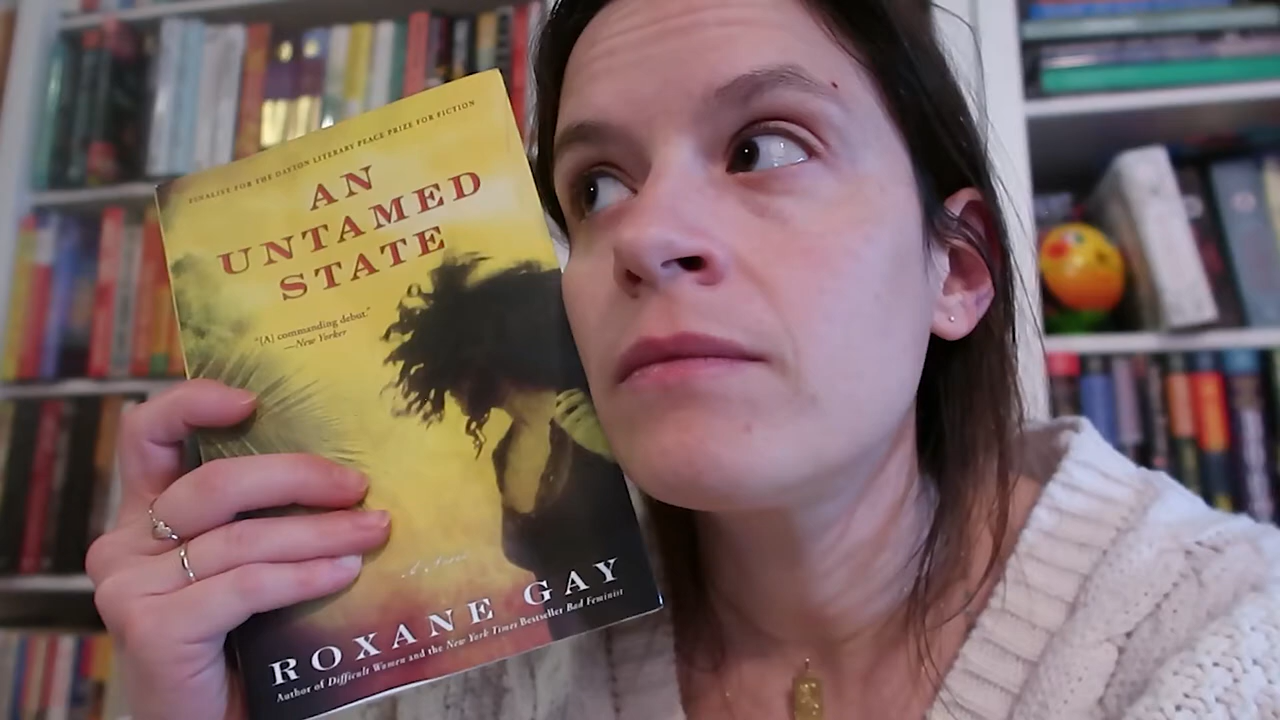 FINALIST FOR THE DAYTON LITERARY PEACE PRIZE FOR FICTION
AN
UNTAMED
STATE
"[A] commanding debut."
—New Yorker
a novel
ROXANE GAY
Author of Difficult Women and the New York Times Bestseller Bad Feminist